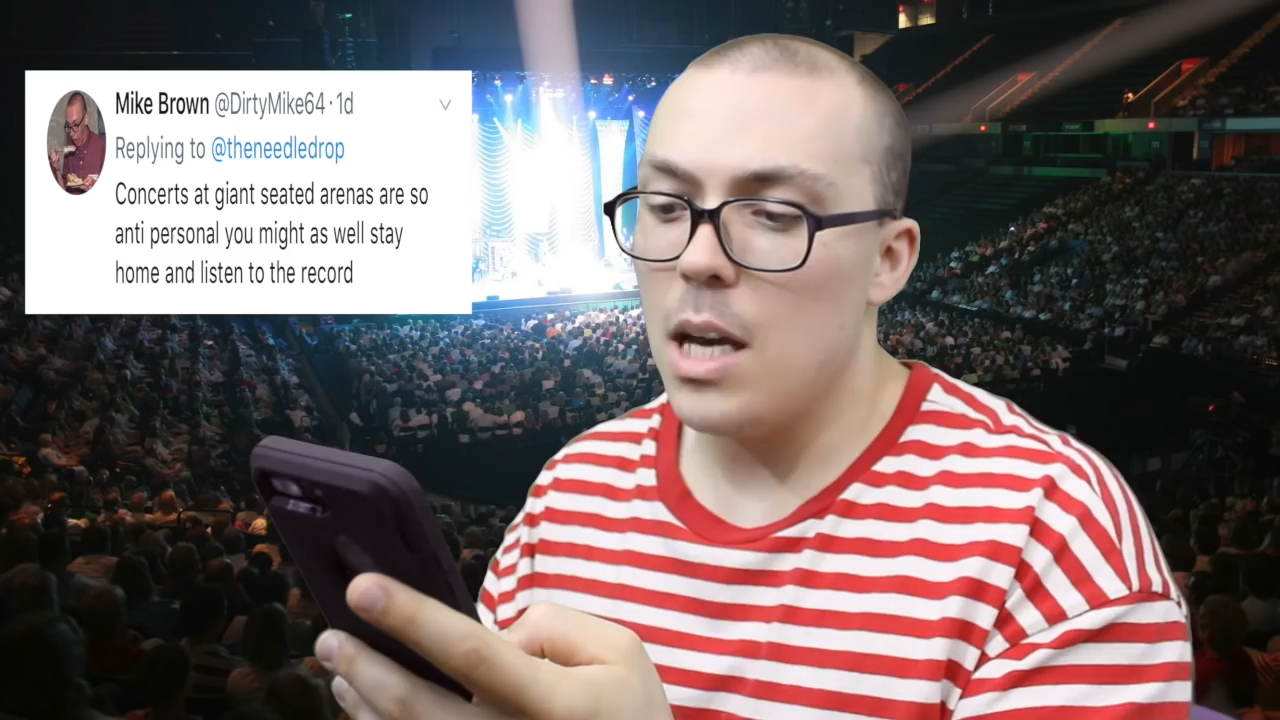 Mike Brown @DirtyMike64 · 1d
Replying to @theneedledrop
Concerts at giant seated arenas are so
anti personal you might as well stay
home and listen to the record